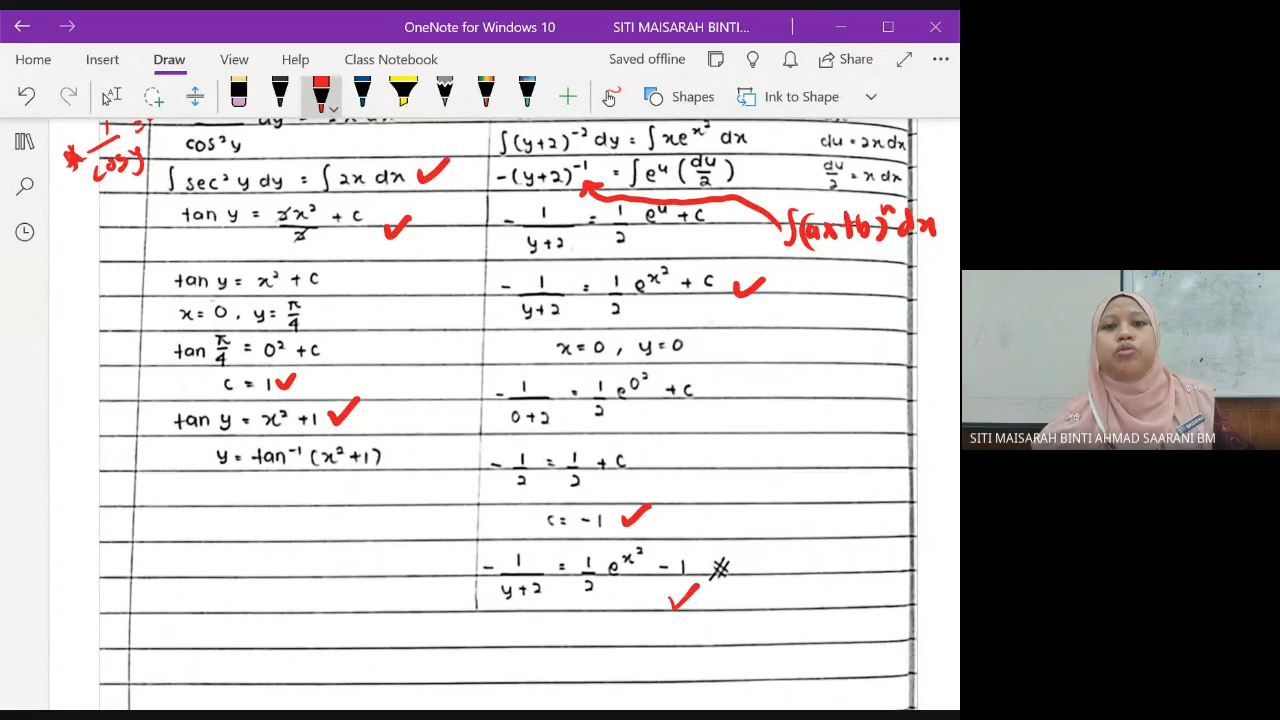 OneNote for Windows 10
SITI MAISARAH BINTI...
Home Insert Draw View Help Class Notebook
Saved offline
Share
Shapes
Ink to Shape
cos²y
∫ sec² y dy = ∫ 2x dx
tan y = 2x²/2 + c
tan y = x² + c
x = 0 , y = π/4
tan π/4 = 0² + c
c = 1
tan y = x² + 1
y = tan⁻¹ (x² + 1)
∫ (y+2)⁻² dy = ∫ xe^x² dx
du = 2x dx
-(y+2)⁻¹ = ∫ e^u (du/2)
du/2 = x dx
- 1/(y+2) = 1/2 e^u + c
∫(ax+b)^n dx
- 1/(y+2) = 1/2 e^x² + c
x = 0 , y = 0
- 1/(0+2) = 1/2 e^0² + c
- 1/2 = 1/2 + c
c = -1
- 1/(y+2) = 1/2 e^x² - 1
SITI MAISARAH BINTI AHMAD SAARANI BM